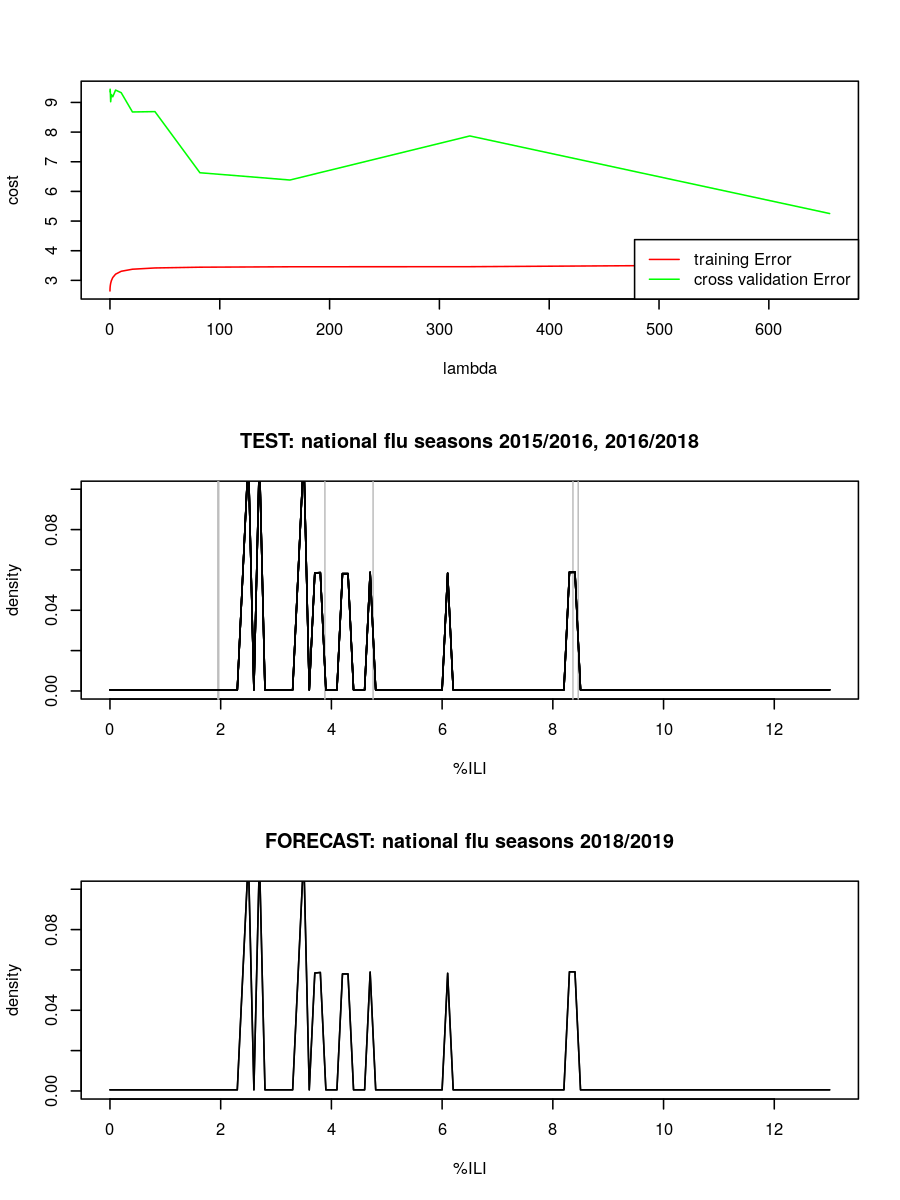 cost
9
8
7
6
5
4
3
training Error
cross validation Error
0 100 200 300 400 500 600
lambda
TEST: national flu seasons 2015/2016, 2016/2018
density
0.08
0.04
0.00
0 2 4 6 8 10 12
%ILI
FORECAST: national flu seasons 2018/2019
density
0.08
0.04
0.00
0 2 4 6 8 10 12
%ILI